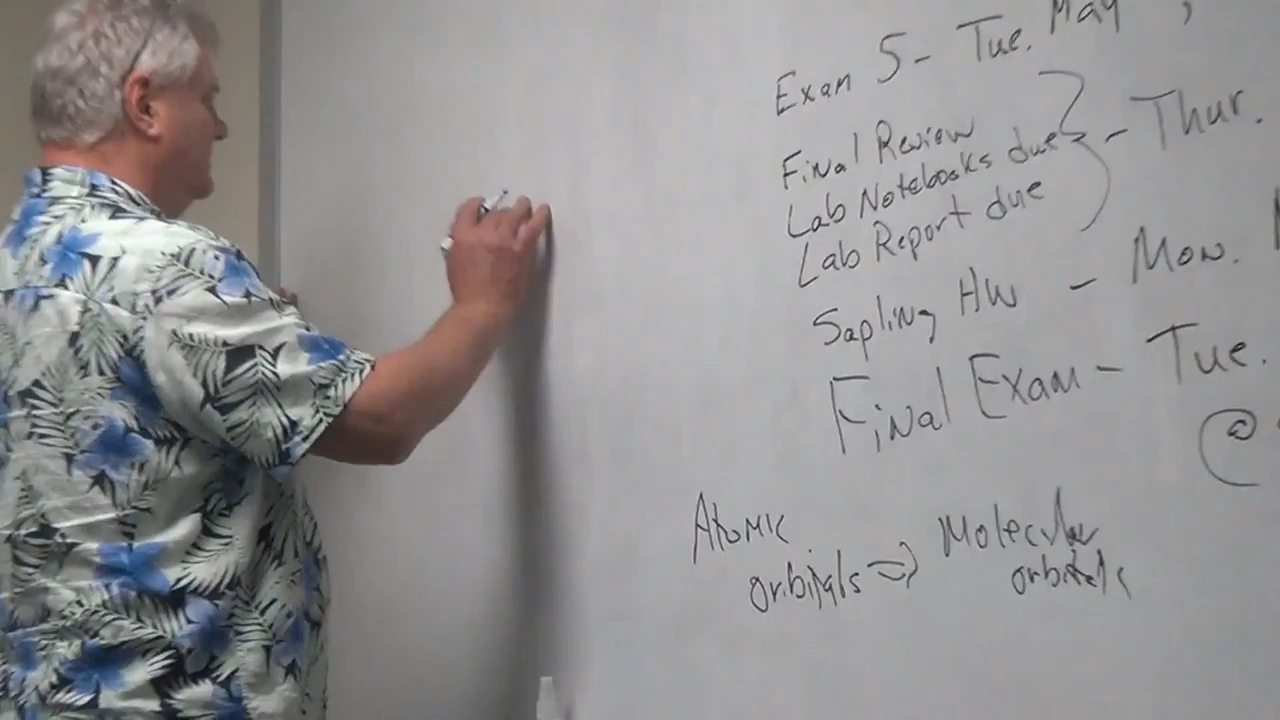 Exam 5 - Tue. May
Final Review
Lab Notebooks due - Thur.
Lab Report due
Sapling HW - Mon.
Final Exam - Tue.
@
Atomic
orbitals => Molecular
orbitals